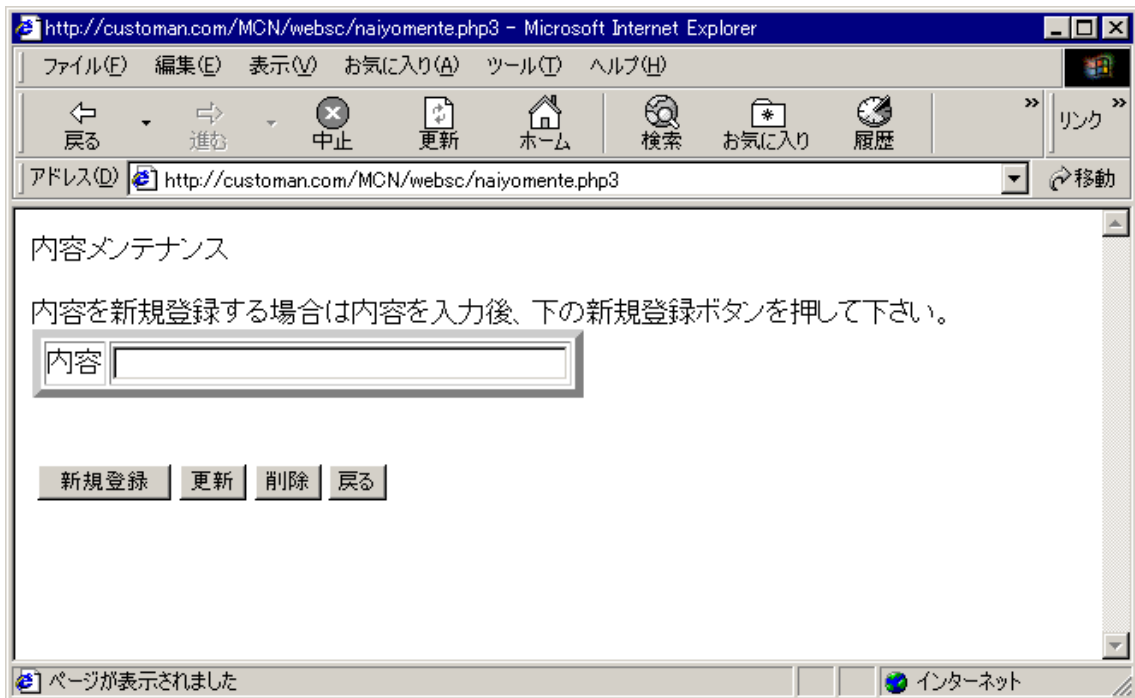 http://customan.com/MCN/websc/naiyomente.php3 - Microsoft Internet Explorer
ファイル(F) 編集(E) 表示(V) お気に入り(A) ツール(T) ヘルプ(H)
戻る 進む 中止 更新 ホーム 検索 お気に入り 履歴 » リンク »
アドレス(D) http://customan.com/MCN/websc/naiyomente.php3 移動
内容メンテナンス
内容を新規登録する場合は内容を入力後、下の新規登録ボタンを押して下さい。
内容
新規登録 更新 削除 戻る
ページが表示されました インターネット